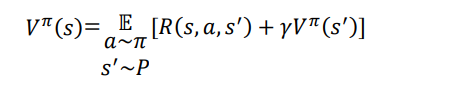 V^π(s)= 𝔼 [R(s, a, s′) + γV^π(s′)]
a~π
s′~P